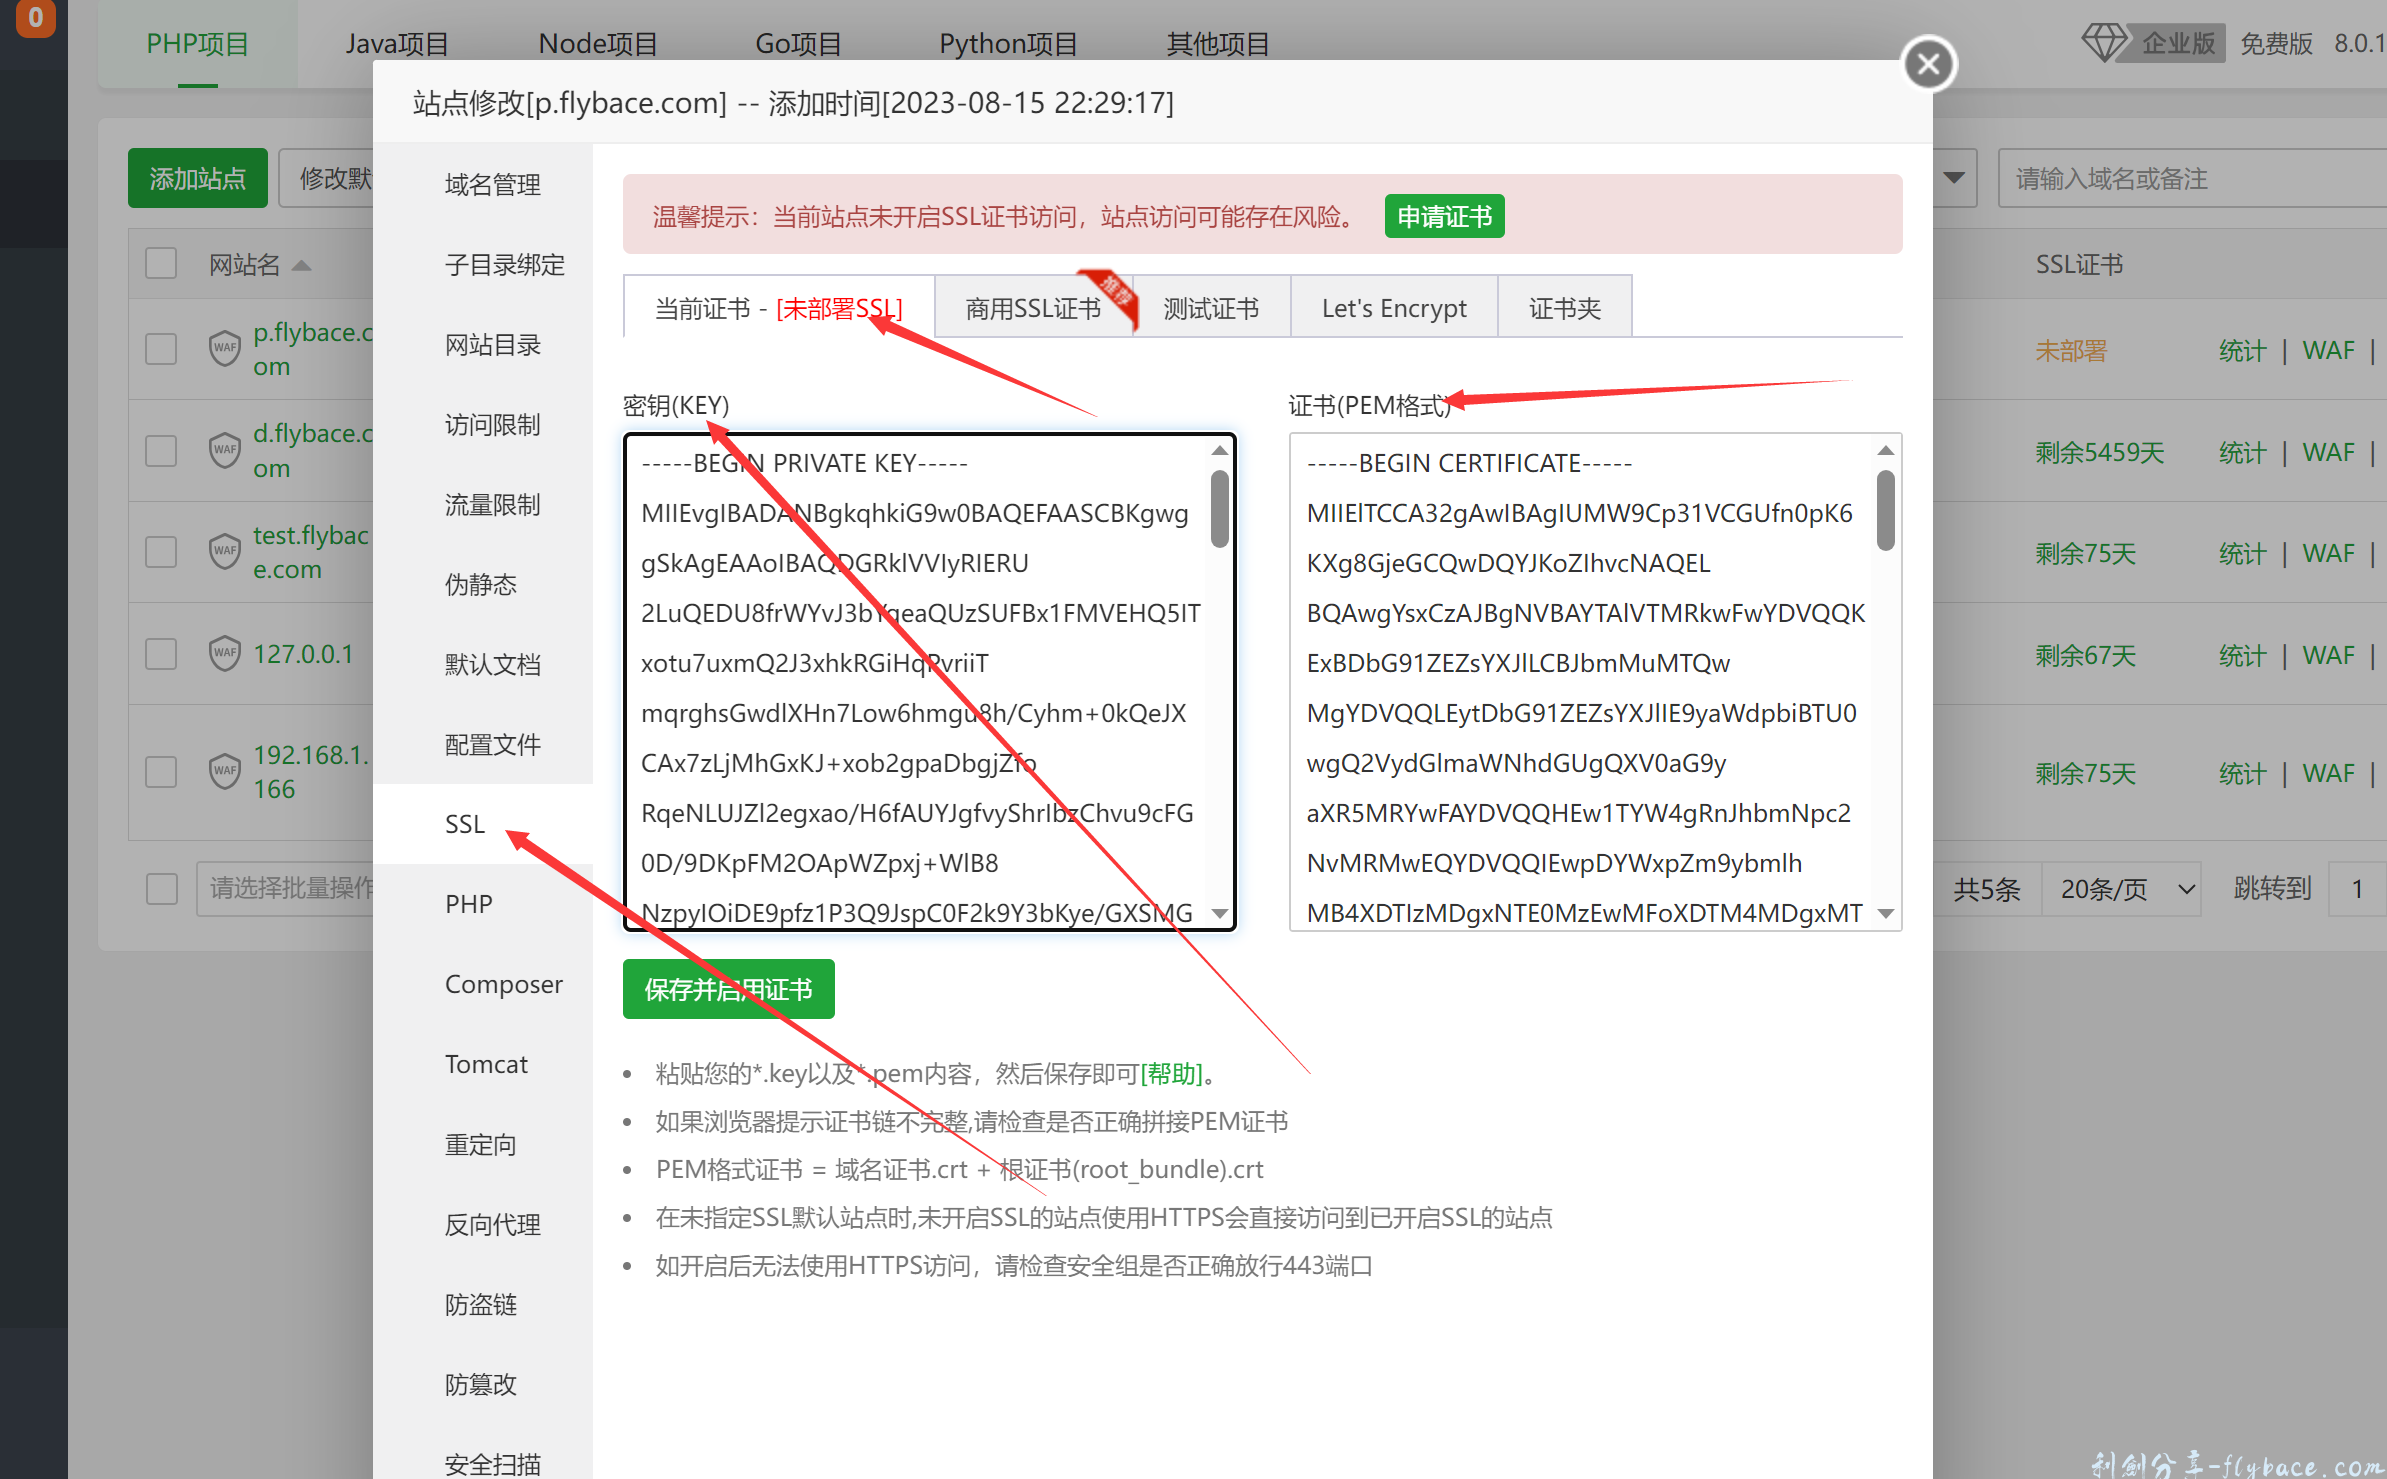 0
PHP项目 Java项目 Node项目 Go项目 Python项目 其他项目 企业版 免费版 8.0.1
站点修改[p.flybace.com] -- 添加时间[2023-08-15 22:29:17]
添加站点 修改默 请输入域名或备注
网站名 SSL证书
WAF p.flybace.c
om
未部署 统计 | WAF |
WAF d.flybace.c
om
剩余5459天 统计 | WAF |
WAF test.flybac
e.com
剩余75天 统计 | WAF |
WAF 127.0.0.1 剩余67天 统计 | WAF |
WAF 192.168.1.
166
剩余75天 统计 | WAF |
请选择批量操作 共5条 20条/页 跳转到 1
域名管理
子目录绑定
网站目录
访问限制
流量限制
伪静态
默认文档
配置文件
SSL
PHP
Composer
Tomcat
重定向
反向代理
防盗链
防篡改
安全扫描
温馨提示：当前站点未开启SSL证书访问，站点访问可能存在风险。 申请证书
当前证书 - [未部署SSL] 商用SSL证书 推荐 测试证书 Let's Encrypt 证书夹
密钥(KEY)
-----BEGIN PRIVATE KEY-----
MIIEvgIBADANBgkqhkiG9w0BAQEFAASCBKgwg
gSkAgEAAoIBAQDGRklVVIyRIERU
2LuQEDU8frWYvJ3bYqeaQUzSUFBx1FMVEHQ5IT
xotu7uxmQ2J3xhkRGiHqPvriiT
mqrghsGwdlXHn7Low6hmgu8h/Cyhm+0kQeJX
CAx7zLjMhGxKJ+xob2gpaDbgjZfo
RqeNLUJZl2egxao/H6fAUYJgfvyShrIbzChvu9cFG
0D/9DKpFM2OApWZpxj+WlB8
NzpyIOiDE9pfz1P3Q9JspC0F2k9Y3bKye/GXSMG
证书(PEM格式)
-----BEGIN CERTIFICATE-----
MIIElTCCA32gAwIBAgIUMW9Cp31VCGUfn0pK6
KXg8GjeGCQwDQYJKoZIhvcNAQEL
BQAwgYsxCzAJBgNVBAYTAlVTMRkwFwYDVQQK
ExBDbG91ZEZsYXJlLCBJbmMuMTQw
MgYDVQQLEytDbG91ZEZsYXJlIE9yaWdpbiBTU0
wgQ2VydGlmaWNhdGUgQXV0aG9y
aXR5MRYwFAYDVQQHEw1TYW4gRnJhbmNpc2
NvMRMwEQYDVQQIEwpDYWxpZm9ybmlh
MB4XDTIzMDgxNTE0MzEwMFoXDTM4MDgxMT
保存并启用证书
粘贴您的*.key以及*.pem内容，然后保存即可[帮助]。
如果浏览器提示证书链不完整,请检查是否正确拼接PEM证书
PEM格式证书 = 域名证书.crt + 根证书(root_bundle).crt
在未指定SSL默认站点时,未开启SSL的站点使用HTTPS会直接访问到已开启SSL的站点
如开启后无法使用HTTPS访问，请检查安全组是否正确放行443端口
利创分享-flybace.com